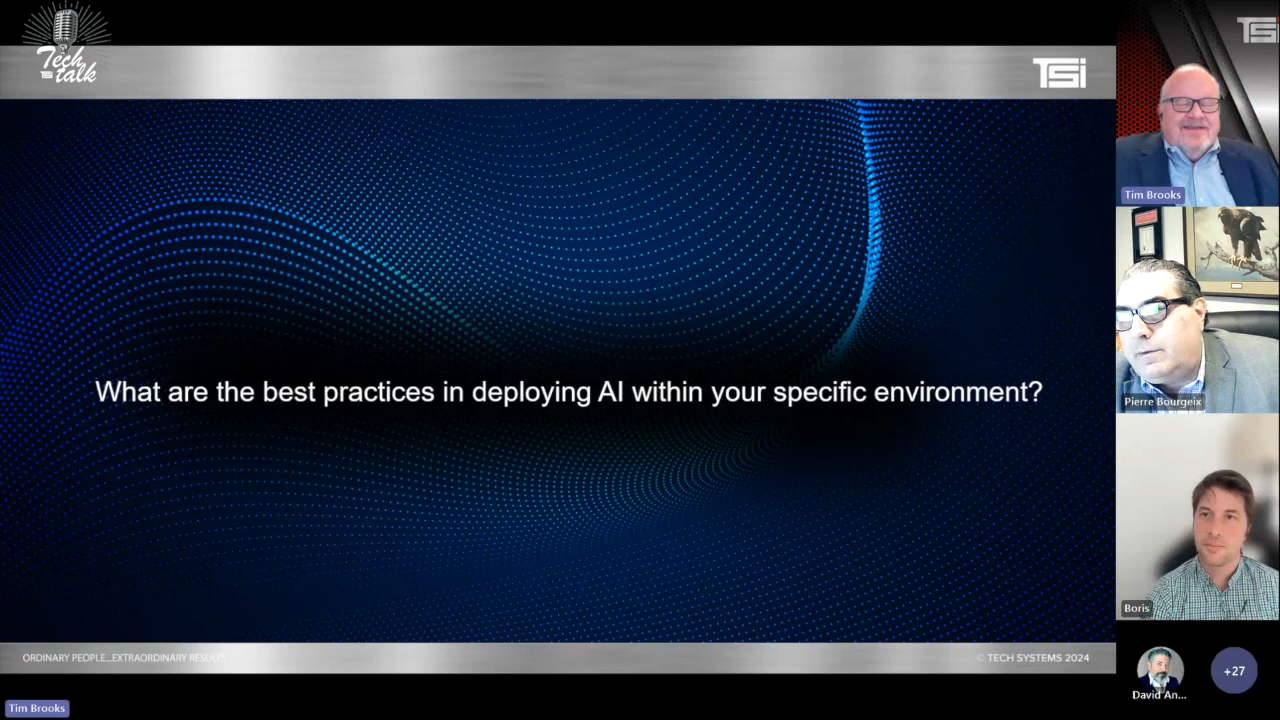 Tech
TSi talk
TSi
TSi
Tim Brooks
Pierre Bourgeix
What are the best practices in deploying AI within your specific environment?
Boris
ORDINARY PEOPLE...EXTRAORDINARY RESULTS
© TECH SYSTEMS 2024
David An...
+27
Tim Brooks